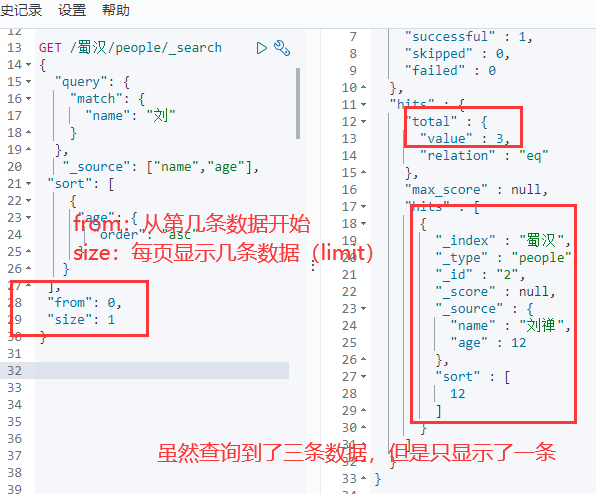 史记录 设置 帮助
12
13 GET /蜀汉/people/_search
14 {
15 "query": {
16 "match": {
17 "name": "刘"
18 }
19 },
20 "_source": ["name","age"],
21 "sort": [
22 {
23 "age": {
24 "order": "asc"
25 }
26 }
27 ],
28 "from": 0,
29 "size": 1
30 }
31
32
33
34
35
36
37
38
39
from：从第几条数据开始
size：每页显示几条数据（limit）
7 "successful" : 1,
8 "skipped" : 0,
9 "failed" : 0
10 },
11 "hits" : {
12 "total" : {
13 "value" : 3,
14 "relation" : "eq"
15 },
16 "max_score" : null,
17 "hits" : [
18 {
19 "_index" : "蜀汉",
20 "_type" : "people"
21 "_id" : "2",
22 "_score" : null,
23 "_source" : {
24 "name" : "刘禅",
25 "age" : 12
26 },
27 "sort" : [
28 12
29 ]
30 }
31 ]
32 }
33 }
虽然查询到了三条数据，但是只显示了一条